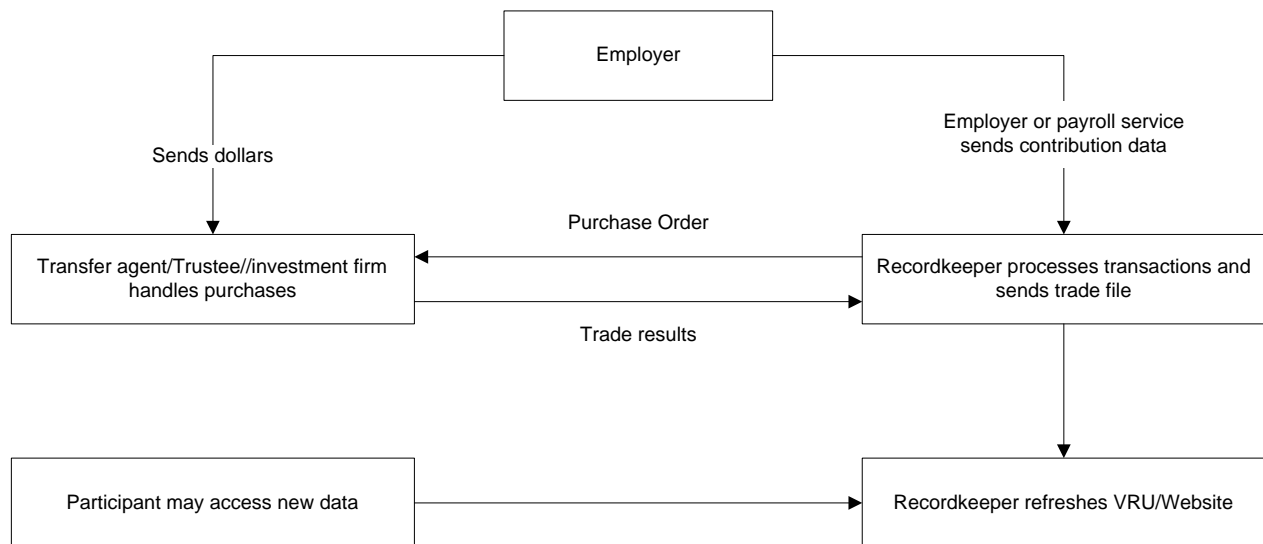 Employer
Sends dollars
Employer or payroll service
sends contribution data
Purchase Order
Transfer agent/Trustee//investment firm
handles purchases
Recordkeeper processes transactions and
sends trade file
Trade results
Participant may access new data
Recordkeeper refreshes VRU/Website